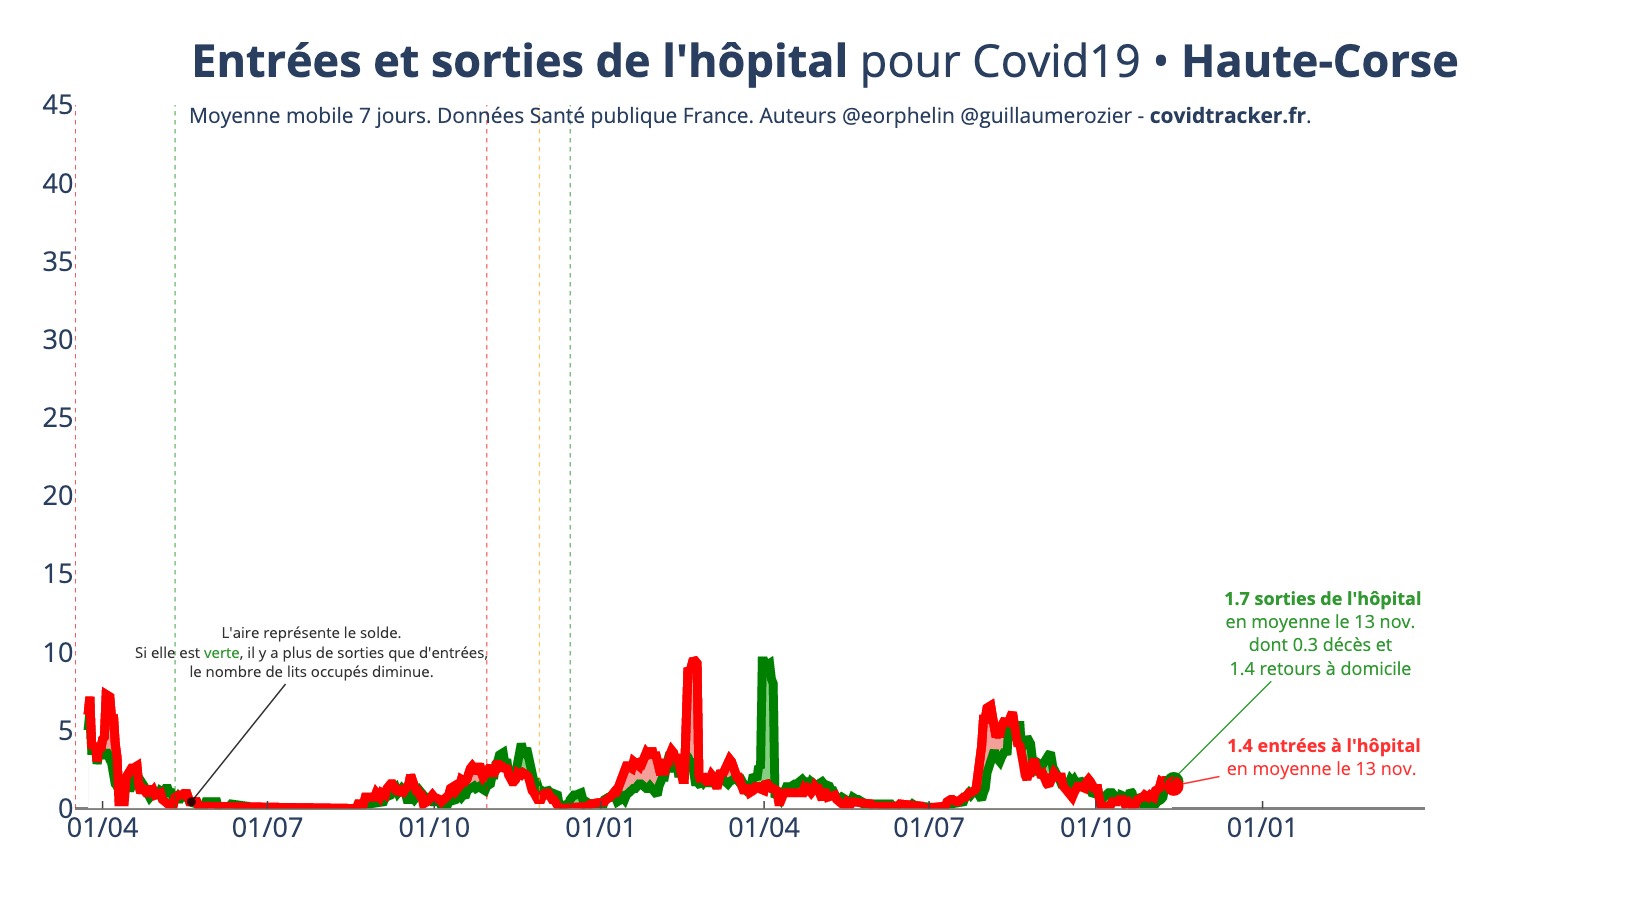 Entrées et sorties de l'hôpital pour Covid19 • Haute-Corse
Moyenne mobile 7 jours. Données Santé publique France. Auteurs @eorphelin @guillaumerozier - covidtracker.fr.
45
40
35
30
25
20
15
10
5
0
L'aire représente le solde.
Si elle est verte, il y a plus de sorties que d'entrées,
le nombre de lits occupés diminue.
1.7 sorties de l'hôpital
en moyenne le 13 nov.
dont 0.3 décès et
1.4 retours à domicile
1.4 entrées à l'hôpital
en moyenne le 13 nov.
01/04 01/07 01/10 01/01 01/04 01/07 01/10 01/01